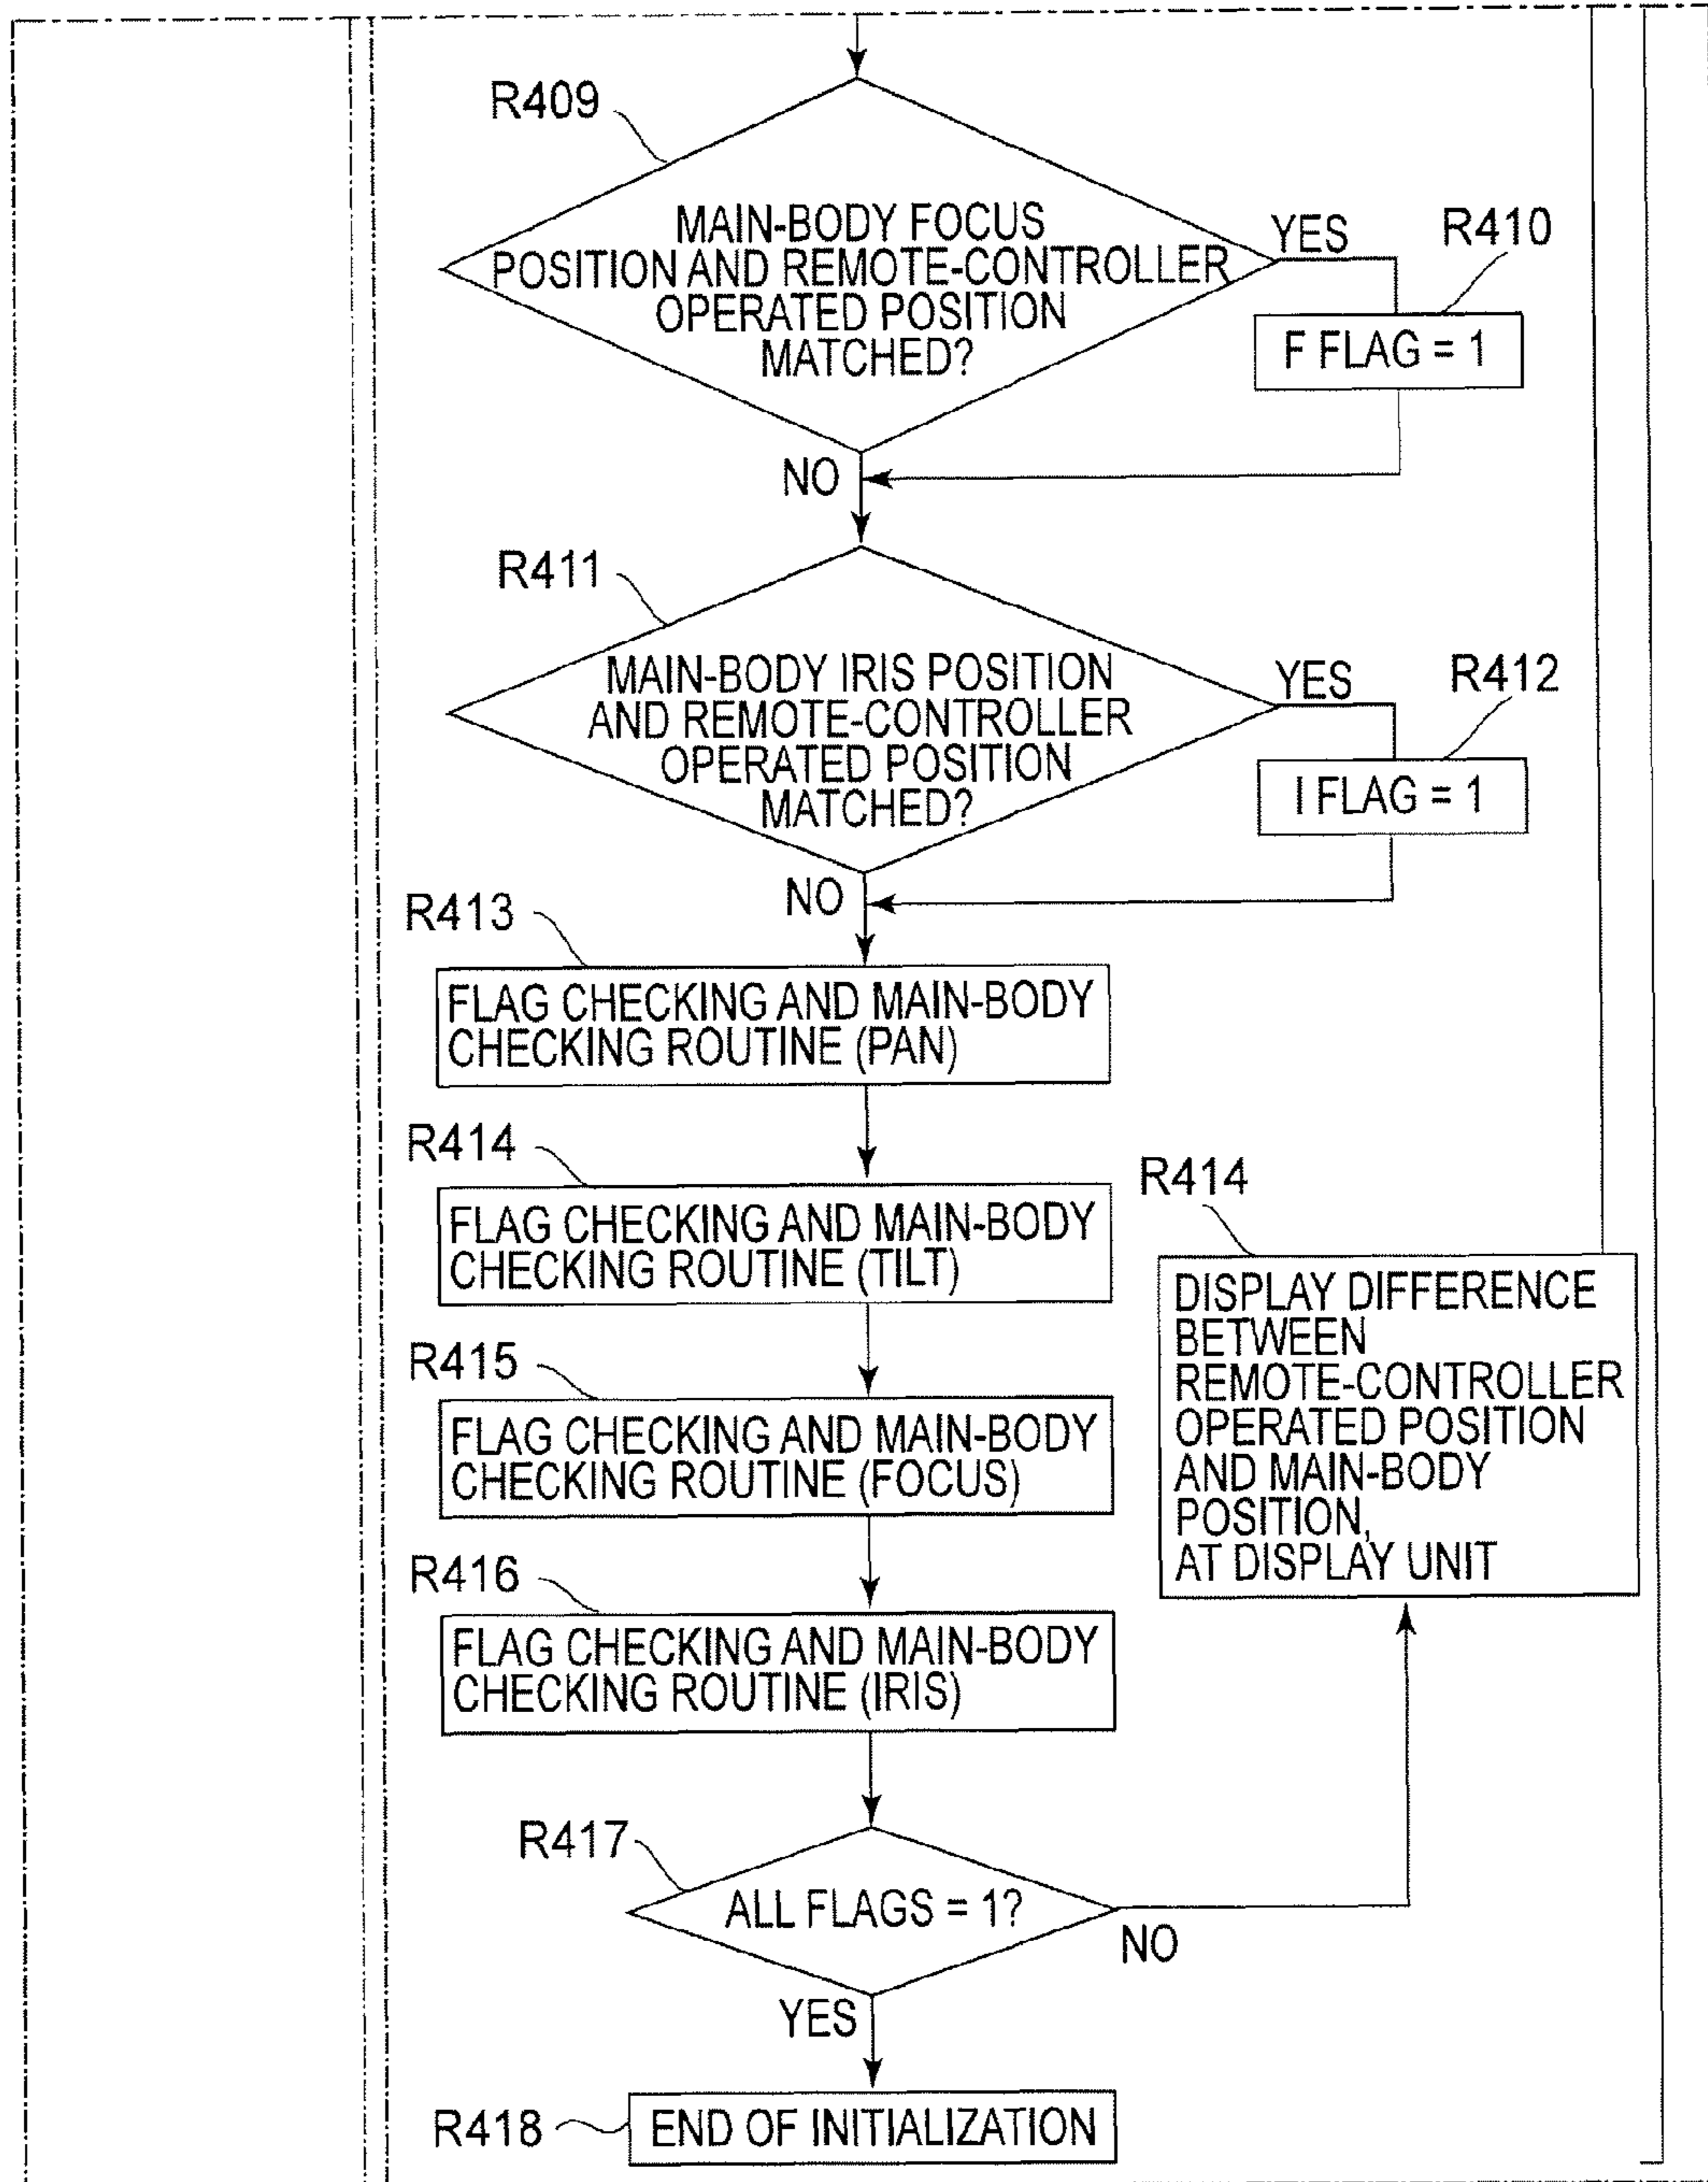 R409
MAIN-BODY FOCUS
POSITION AND REMOTE-CONTROLLER
OPERATED POSITION
MATCHED?
YES
R410
F FLAG = 1
NO
R411
MAIN-BODY IRIS POSITION
AND REMOTE-CONTROLLER
OPERATED POSITION
MATCHED?
YES
R412
I FLAG = 1
NO
R413
FLAG CHECKING AND MAIN-BODY
CHECKING ROUTINE (PAN)
R414
FLAG CHECKING AND MAIN-BODY
CHECKING ROUTINE (TILT)
R414
DISPLAY DIFFERENCE
BETWEEN
REMOTE-CONTROLLER
OPERATED POSITION
AND MAIN-BODY
POSITION,
AT DISPLAY UNIT
R415
FLAG CHECKING AND MAIN-BODY
CHECKING ROUTINE (FOCUS)
R416
FLAG CHECKING AND MAIN-BODY
CHECKING ROUTINE (IRIS)
R417
ALL FLAGS = 1?
NO
YES
R418
END OF INITIALIZATION